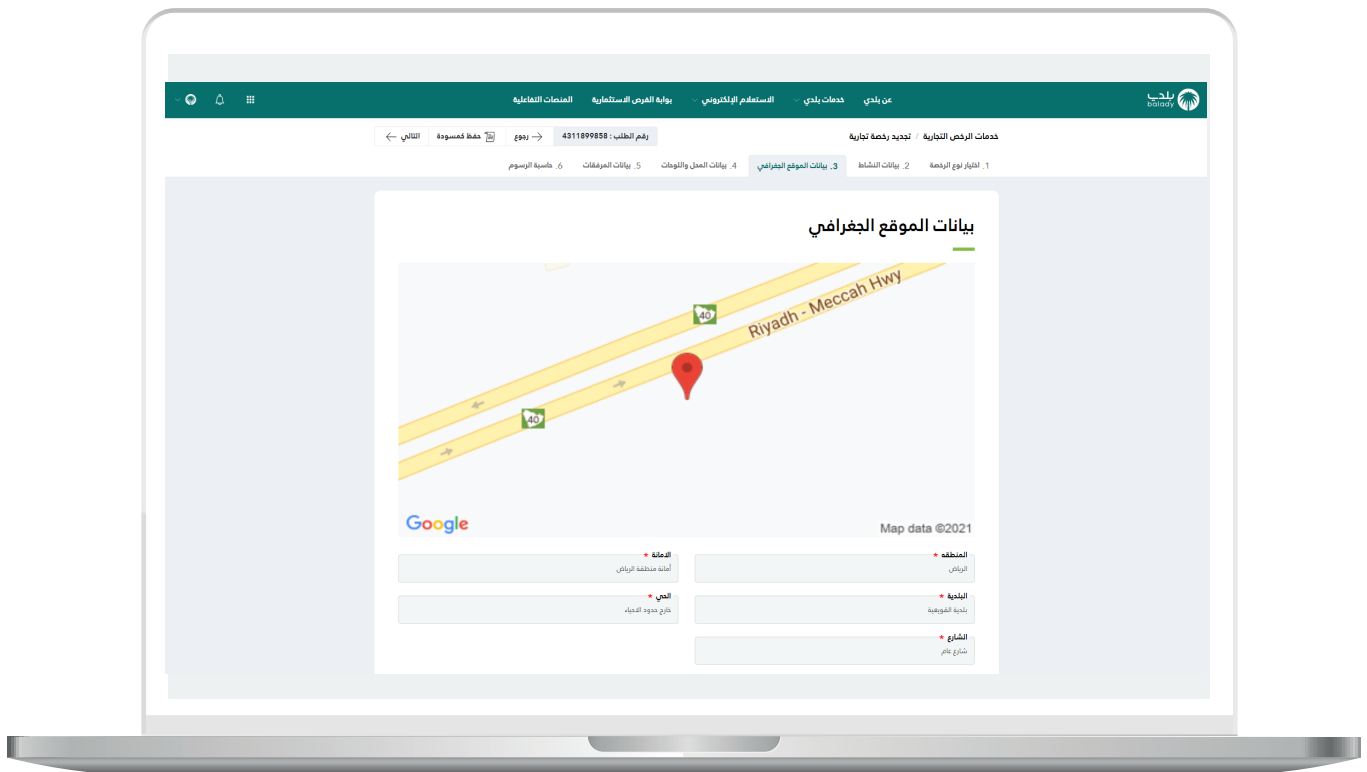 بلدي
balady
عن بلدي
خدمات بلدي
الاستعلام الإلكتروني
بوابة الفرص الاستثمارية
المنصات التفاعلية
خدمات الرخص التجارية / تجديد رخصة تجارية
رقم الطلب : 4311899858
رجوع
حفظ كمسودة
التالي
1. اختيار نوع الرخصة
2. بيانات النشاط
3. بيانات الموقع الجغرافي
4. بيانات المحل واللوحات
5. بيانات المرفقات
6. حاسبة الرسوم
بيانات الموقع الجغرافي
40
Riyadh - Meccah Hwy
40
Google
Map data ©2021
المنطقه *
الرياض
الامانة *
أمانة منطقة الرياض
البلدية *
بلدية القويعية
الحي *
خارج حدود الاحياء
الشارع *
شارع عام